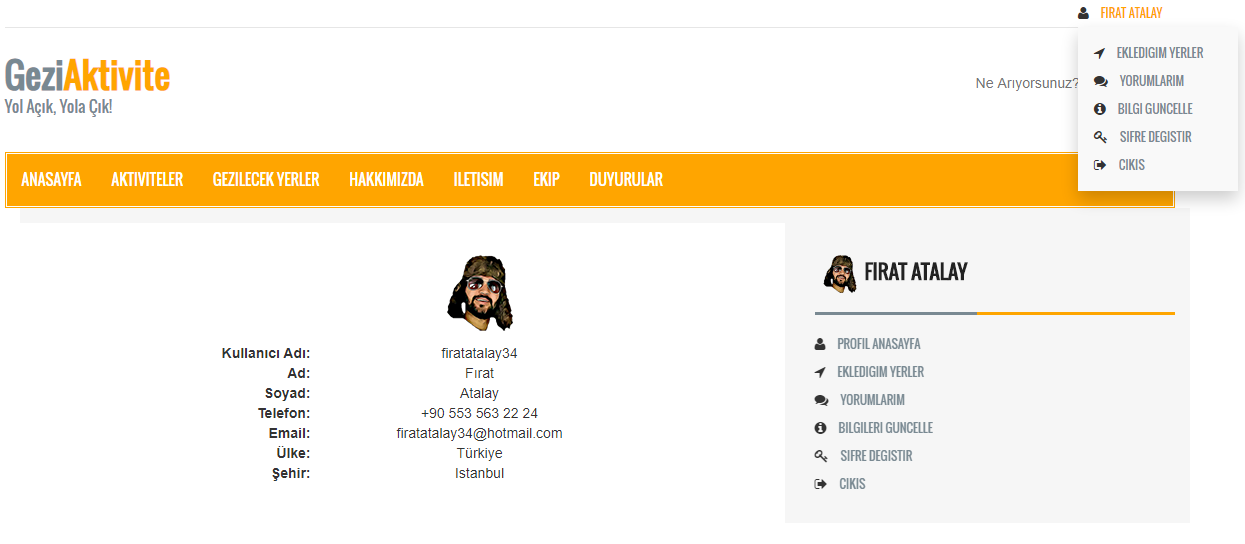 FIRAT ATALAY
EKLEDIGIM YERLER
YORUMLARIM
BILGI GUNCELLE
SIFRE DEGISTIR
CIKIS
GeziAktivite
Yol Açık, Yola Çık!
Ne Arıyorsunuz?
ANASAYFA AKTIVITELER GEZILECEK YERLER HAKKIMIZDA ILETISIM EKIP DUYURULAR
Kullanıcı Adı: firatatalay34
Ad: Fırat
Soyad: Atalay
Telefon: +90 553 563 22 24
Email: firatatalay34@hotmail.com
Ülke: Türkiye
Şehir: Istanbul
FIRAT ATALAY
PROFIL ANASAYFA
EKLEDIGIM YERLER
YORUMLARIM
BILGILERI GUNCELLE
SIFRE DEGISTIR
CIKIS